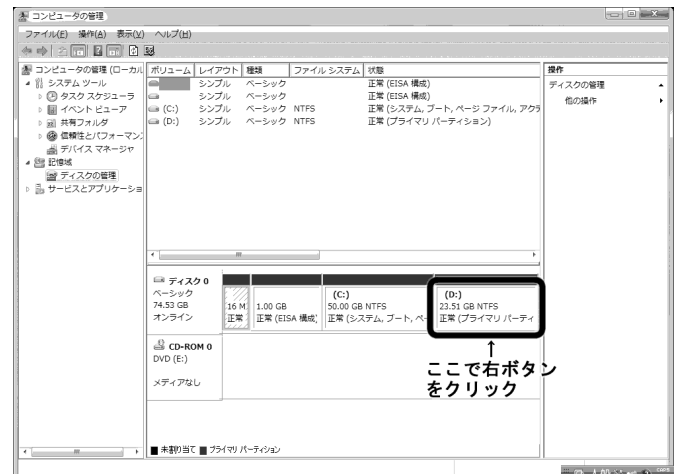 コンピュータの管理
ファイル(F) 操作(A) 表示(V) ヘルプ(H)
コンピュータの管理 (ローカル
システム ツール
タスク スケジューラ
イベント ビューア
共有フォルダ
信頼性とパフォーマンス
デバイス マネージャ
記憶域
ディスクの管理
サービスとアプリケーショ
ボリューム レイアウト 種類 ファイル システム 状態
シンプル ベーシック 正常 (EISA 構成)
シンプル ベーシック 正常 (EISA 構成)
(C:) シンプル ベーシック NTFS 正常 (システム, ブート, ページ ファイル, アクラ
(D:) シンプル ベーシック NTFS 正常 (プライマリ パーティション)
操作
ディスクの管理
他の操作
ディスク 0
ベーシック
74.53 GB
オンライン
16 M
正常
1.00 GB
正常 (EISA 構成)
(C:)
50.00 GB NTFS
正常 (システム, ブート, ペー
(D:)
23.51 GB NTFS
正常 (プライマリ パーティ
CD-ROM 0
DVD (E:)
メディアなし
↑
ここで右ボタン
をクリック
未割り当て プライマリ パーティション